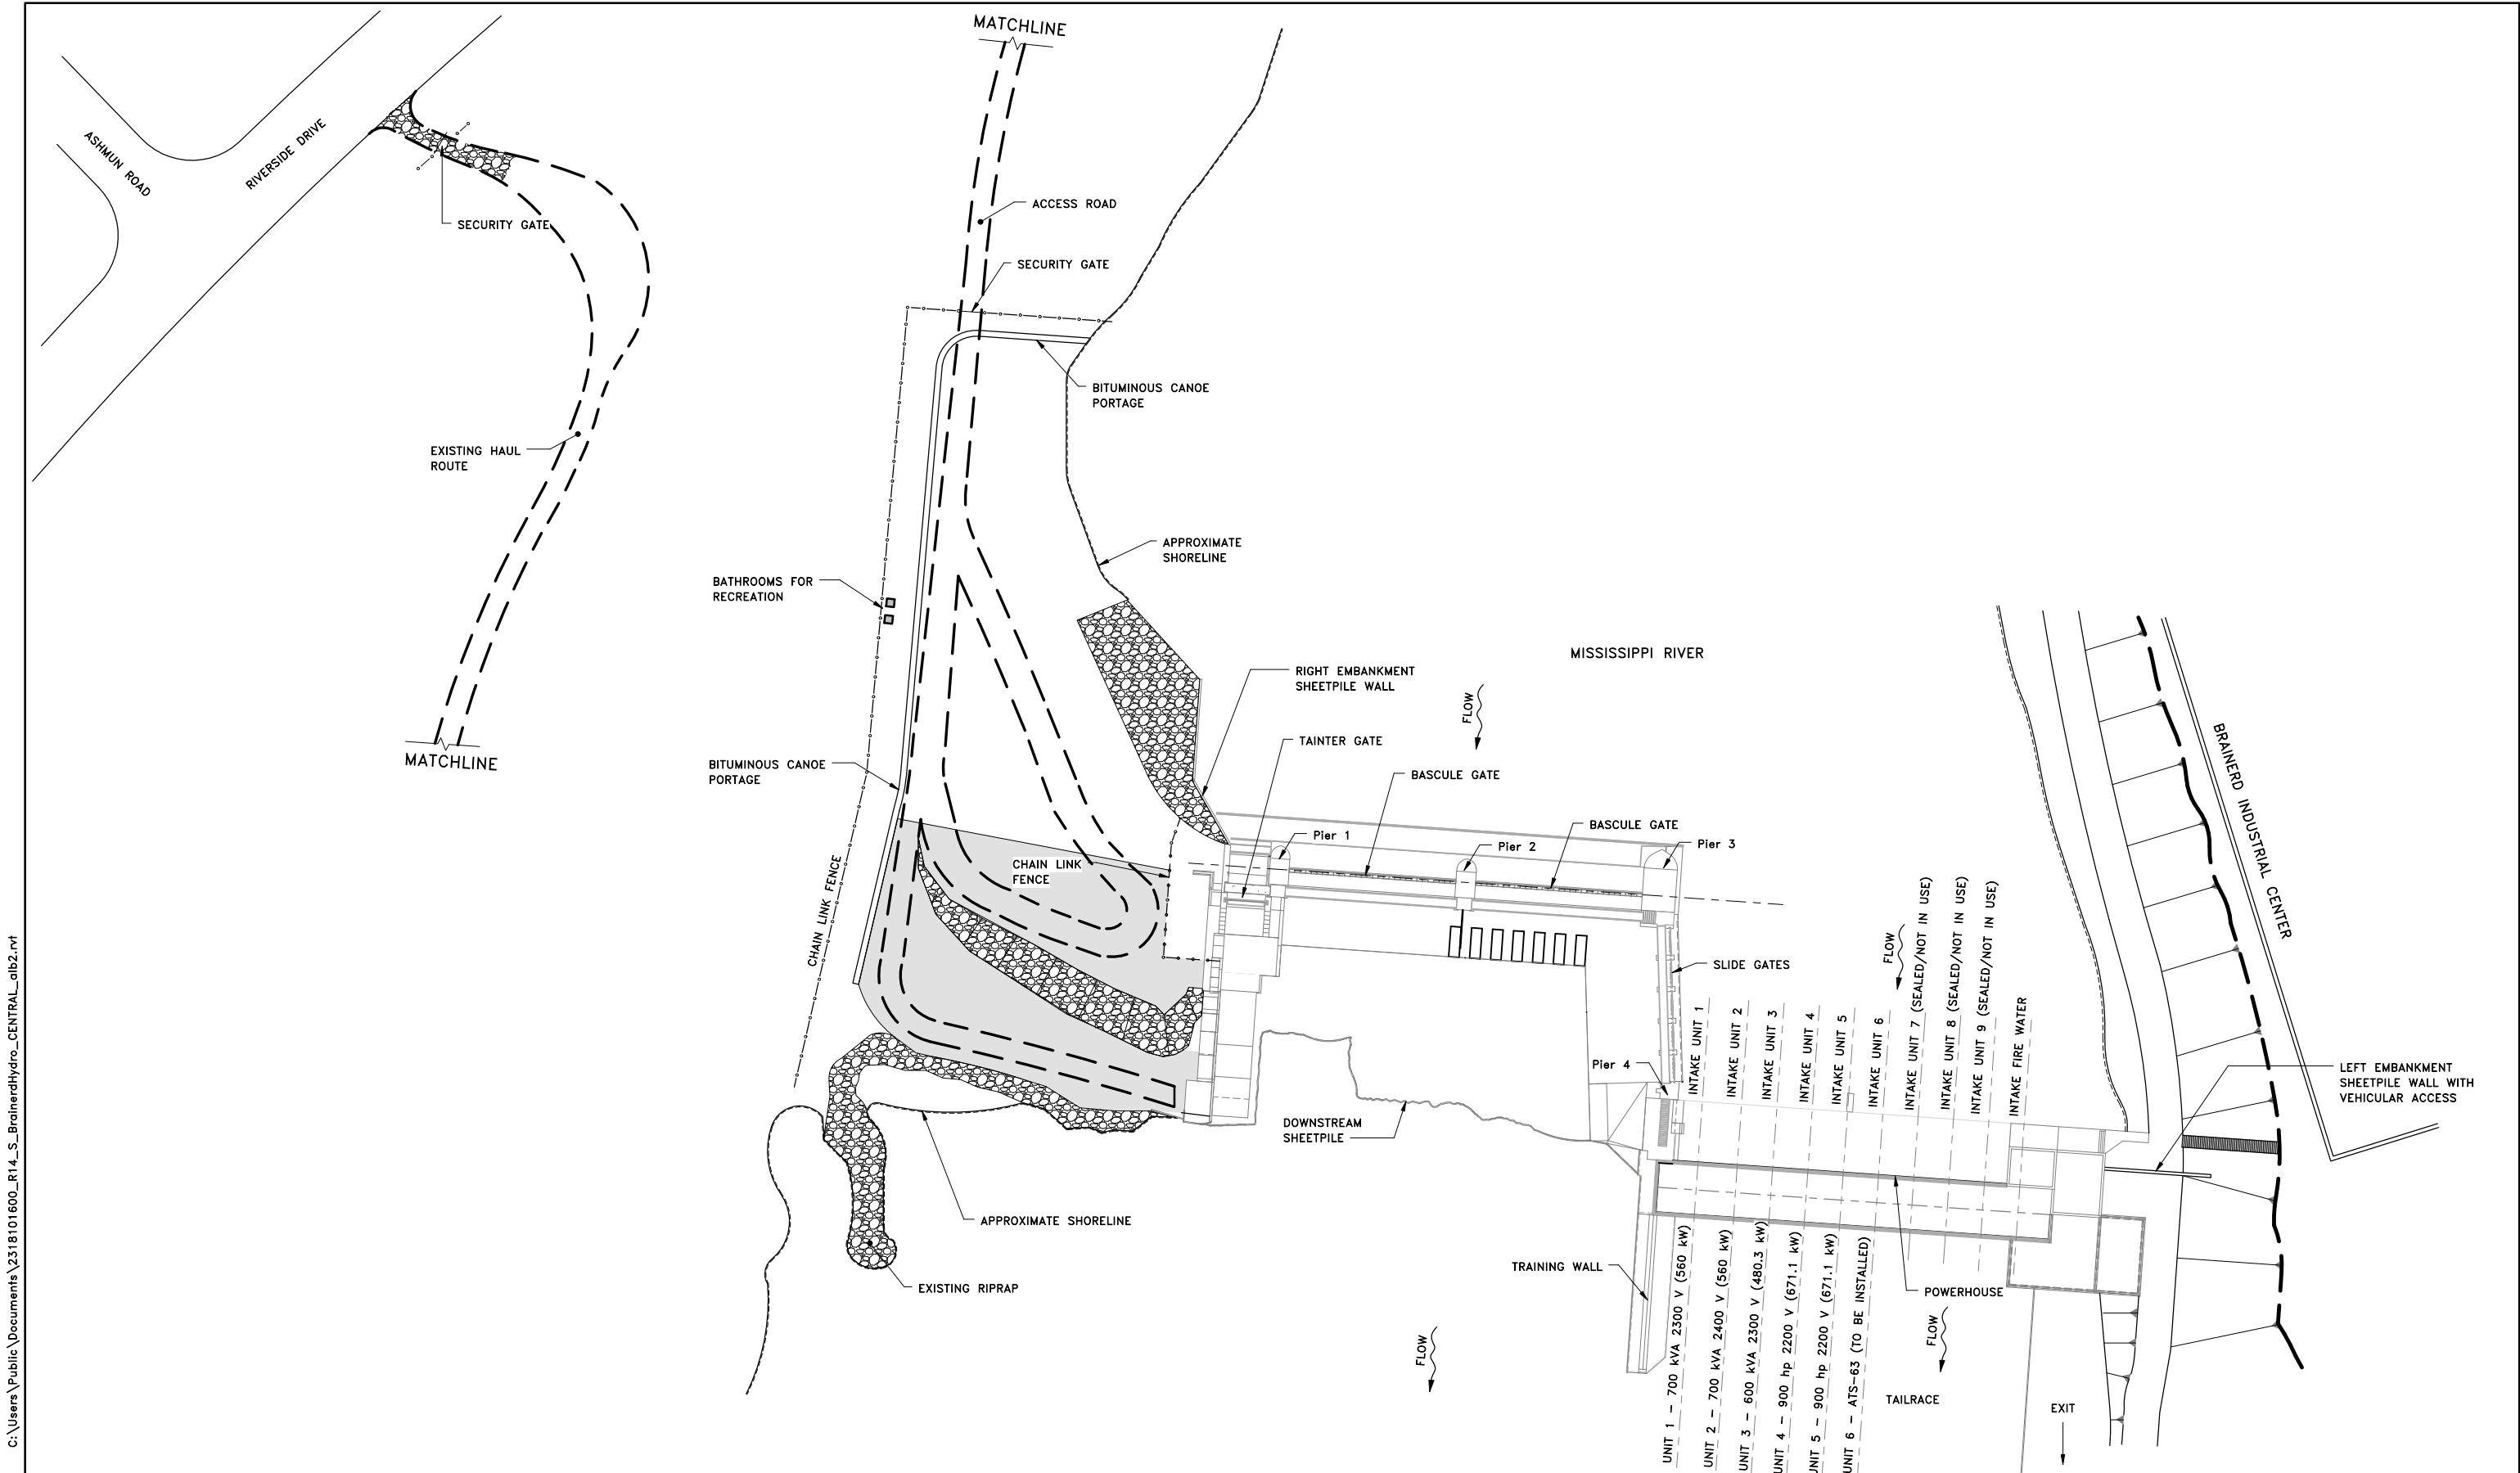 MATCHLINE
ASHMUN ROAD
RIVERSIDE DRIVE
SECURITY GATE
ACCESS ROAD
SECURITY GATE
BITUMINOUS CANOE
PORTAGE
EXISTING HAUL
ROUTE
APPROXIMATE
SHORELINE
BATHROOMS FOR
RECREATION
MISSISSIPPI RIVER
RIGHT EMBANKMENT
SHEETPILE WALL
FLOW
TAINTER GATE
MATCHLINE
BITUMINOUS CANOE
PORTAGE
BASCULE GATE
BRAINERD INDUSTRIAL CENTER
Pier 1
BASCULE GATE
Pier 2
Pier 3
CHAIN LINK
FENCE
CHAIN LINK FENCE
SLIDE GATES
FLOW
INTAKE UNIT 1
INTAKE UNIT 2
INTAKE UNIT 3
INTAKE UNIT 4
INTAKE UNIT 5
INTAKE UNIT 6
INTAKE UNIT 7 (SEALED/NOT IN USE)
INTAKE UNIT 8 (SEALED/NOT IN USE)
INTAKE UNIT 9 (SEALED/NOT IN USE)
INTAKE FIRE WATER
Pier 4
LEFT EMBANKMENT
SHEETPILE WALL WITH
VEHICULAR ACCESS
DOWNSTREAM
SHEETPILE
APPROXIMATE SHORELINE
EXISTING RIPRAP
TRAINING WALL
POWERHOUSE
FLOW
FLOW
UNIT 1 - 700 kVA 2300 V (560 kW)
UNIT 2 - 700 kVA 2400 V (560 kW)
UNIT 3 - 600 kVA 2300 V (480.3 kW)
UNIT 4 - 900 hp 2200 V (671.1 kW)
UNIT 5 - 900 hp 2200 V (671.1 kW)
UNIT 6 - ATS-63 (TO BE INSTALLED)
TAILRACE
EXIT
C:\Users\Public\Documents\2318101600_R14_S_BrainerdHydro_CENTRAL_alb2.rvt